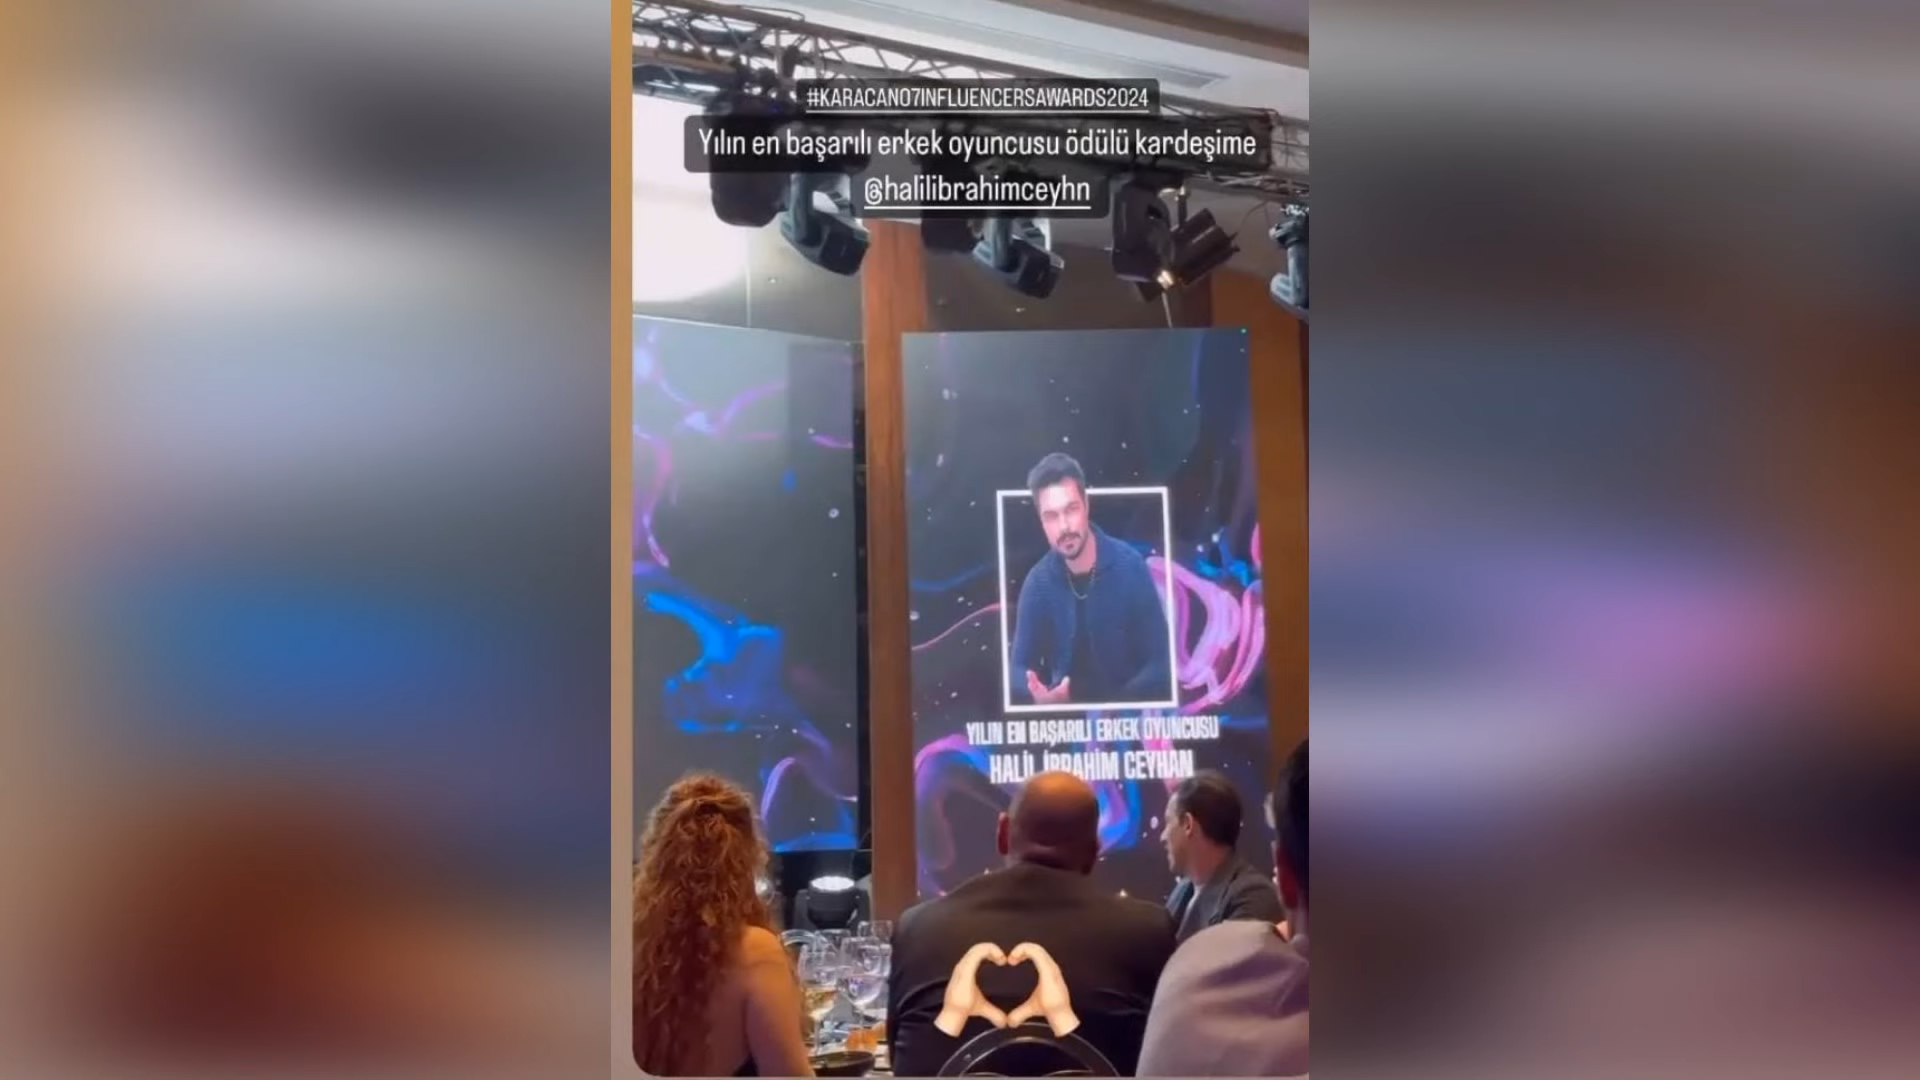 #KARACAN07INFLUENCERSAWARDS2024
Yılın en başarılı erkek oyuncusu ödülü kardeşime
@halilibrahimceyhn
YILIN EN BAŞARILI ERKEK OYUNCUSU
HALİL İBRAHİM CEYHAN